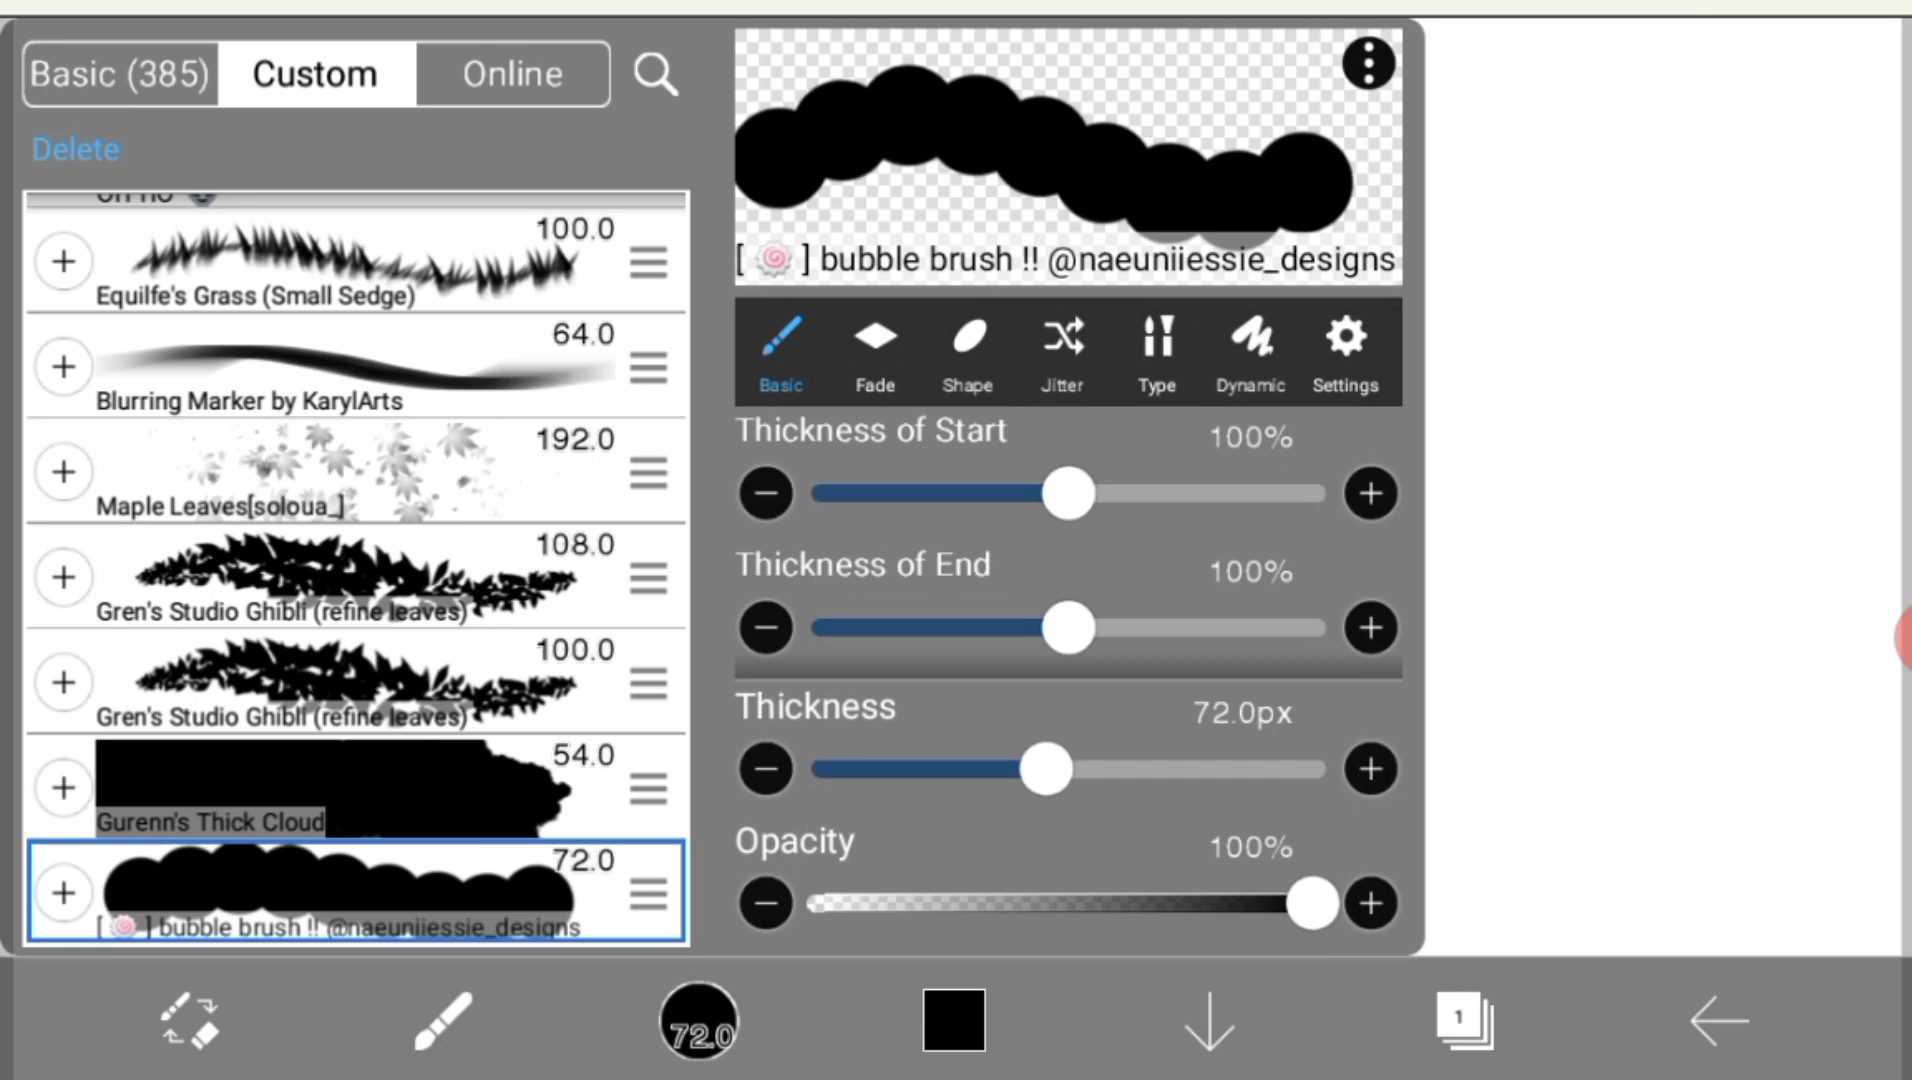 Basic (385)
Custom
Online
Delete
100.0
Equilfe's Grass (Small Sedge)
64.0
Blurring Marker by KarylArts
192.0
Maple Leaves[soloua_]
108.0
Gren's Studio Ghibli (refine leaves)
100.0
Gren's Studio Ghibli (refine leaves)
54.0
Gurenn's Thick Cloud
72.0
[ 🍥 ] bubble brush !! @naeuniiessie_designs
[ 🍥 ] bubble brush !! @naeuniiessie_designs
Basic
Fade
Shape
Jitter
Type
Dynamic
Settings
Thickness of Start
100%
Thickness of End
100%
Thickness
72.0px
Opacity
100%
72.0
1